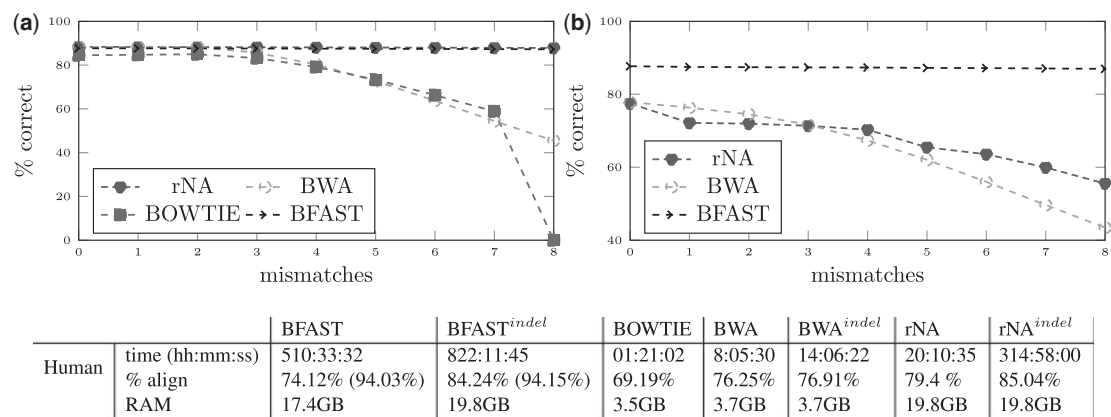 (a)
100
80
60
40
20
0
% correct
rNA
BWA
BOWTIE
BFAST
0 1 2 3 4 5 6 7 8
mismatches
(b)
100
80
60
40
% correct
rNA
BWA
BFAST
0 1 2 3 4 5 6 7 8
mismatches
BFAST BFAST^indel BOWTIE BWA BWA^indel rNA rNA^indel
Human time (hh:mm:ss) 510:33:32 822:11:45 01:21:02 8:05:30 14:06:22 20:10:35 314:58:00
% align 74.12% (94.03%) 84.24% (94.15%) 69.19% 76.25% 76.91% 79.4 % 85.04%
RAM 17.4GB 19.8GB 3.5GB 3.7GB 3.7GB 19.8GB 19.8GB